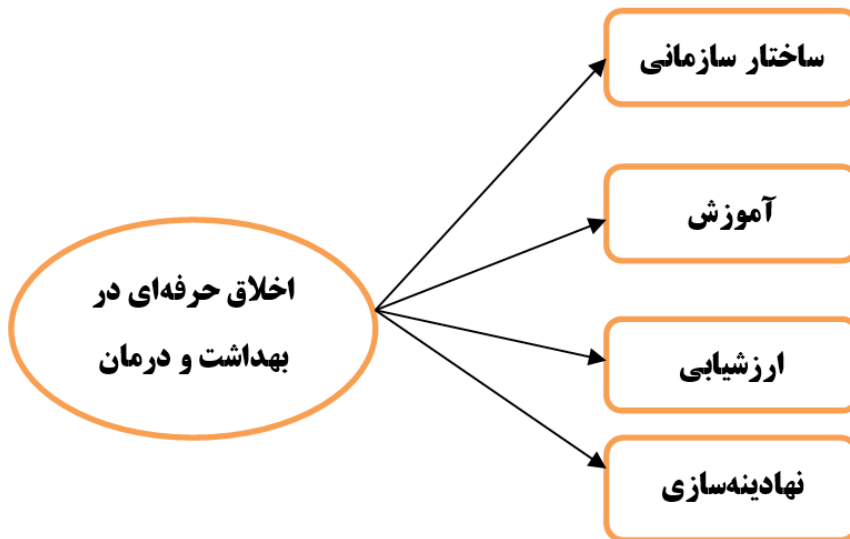 ساختار سازمانی
آموزش
اخلاق حرفه‌ای در
بهداشت و درمان
ارزشیابی
نهادینه‌سازی